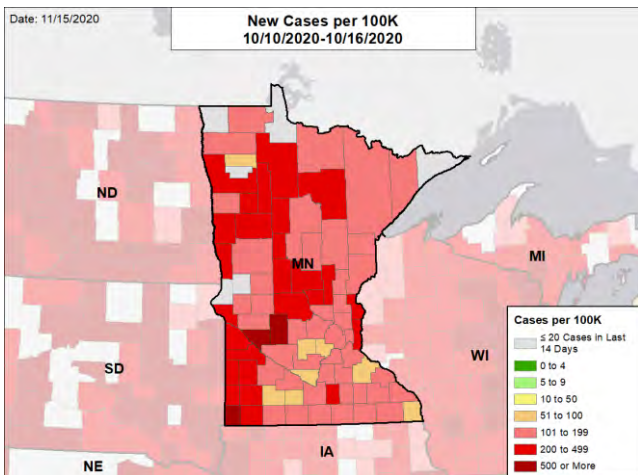 Date: 11/15/2020
New Cases per 100K
10/10/2020-10/16/2020
ND
MN
MI
SD
WI
NE
IA
Cases per 100K
≤ 20 Cases in Last
14 Days
0 to 4
5 to 9
10 to 50
51 to 100
101 to 199
200 to 499
500 or More